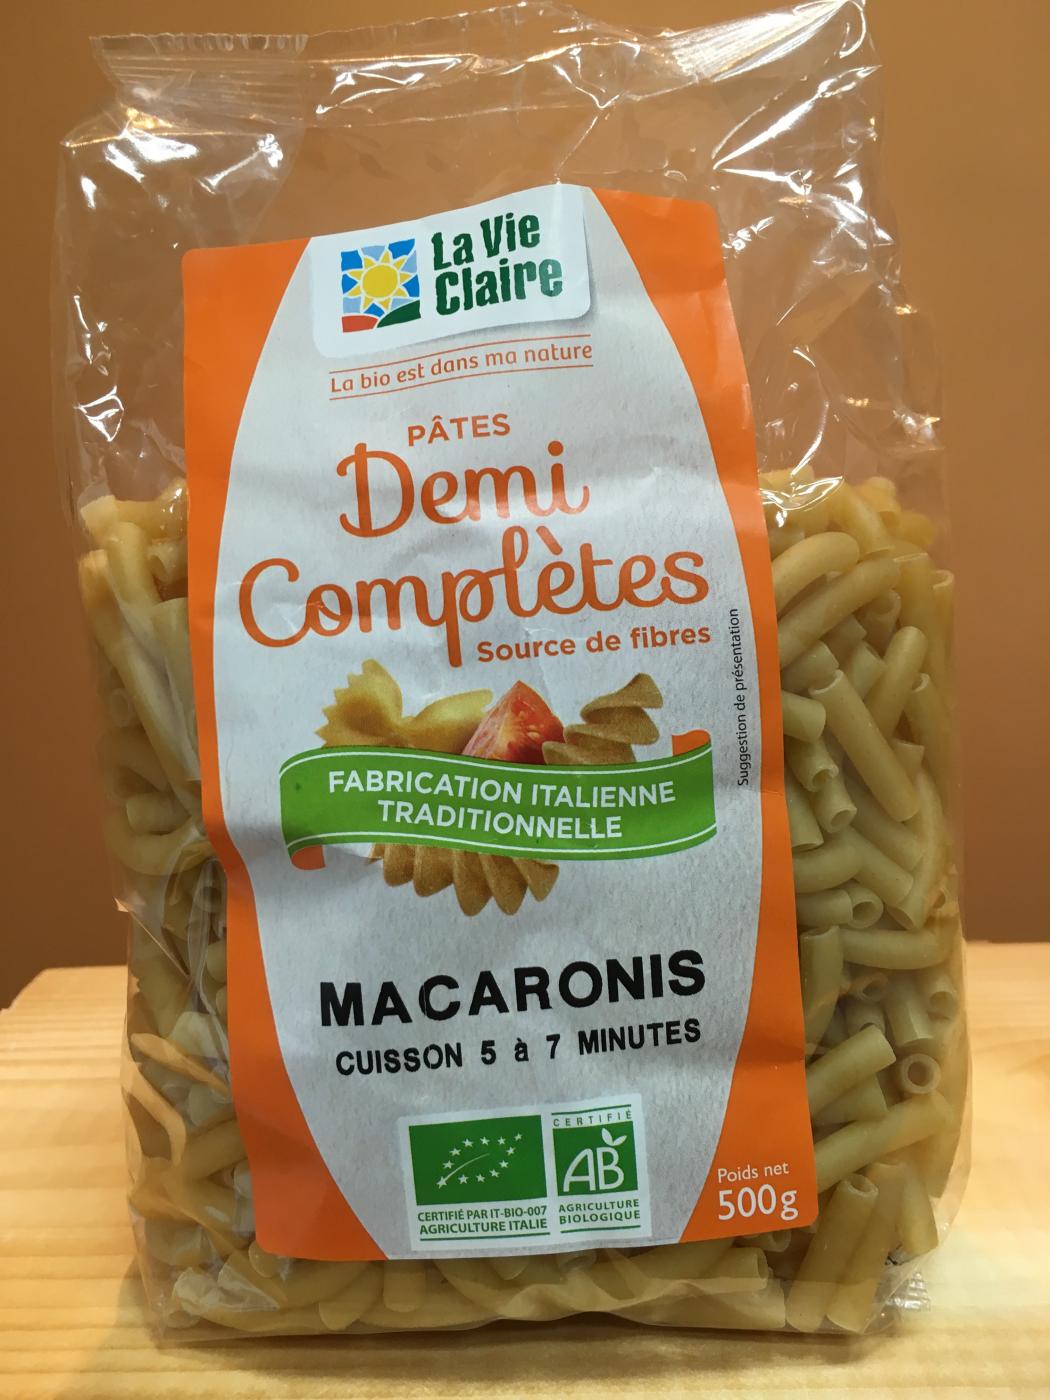 La Vie
Claire
La bio est dans ma nature
PÂTES
Demi
Complètes
Source de fibres
Suggestion de présentation
FABRICATION ITALIENNE
TRADITIONNELLE
MACARONIS
CUISSON 5 à 7 MINUTES
CERTIFIÉ PAR IT-BIO-007
AGRICULTURE ITALIE
CERTIFIÉ
AB
AGRICULTURE
BIOLOGIQUE
Poids net
500g